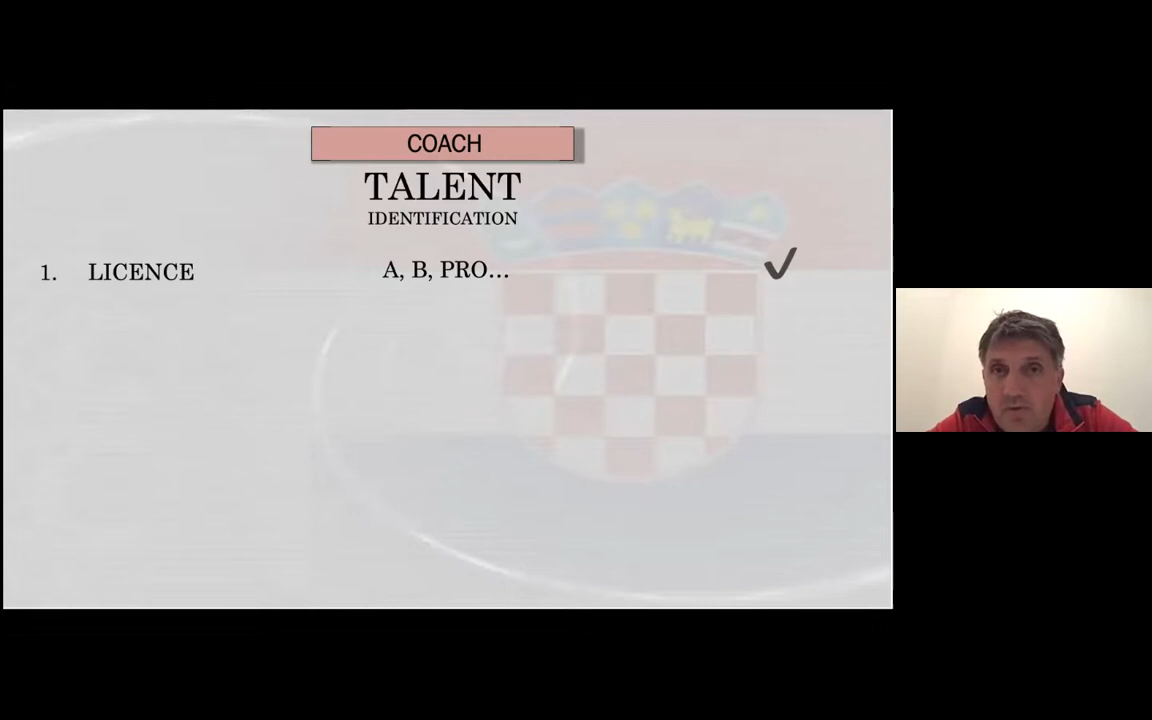 COACH
TALENT
IDENTIFICATION
1. LICENCE A, B, PRO...